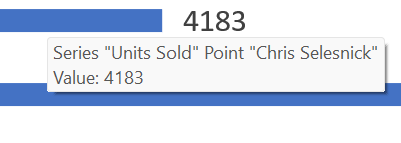 4183
Series "Units Sold" Point "Chris Selesnick"
Value: 4183